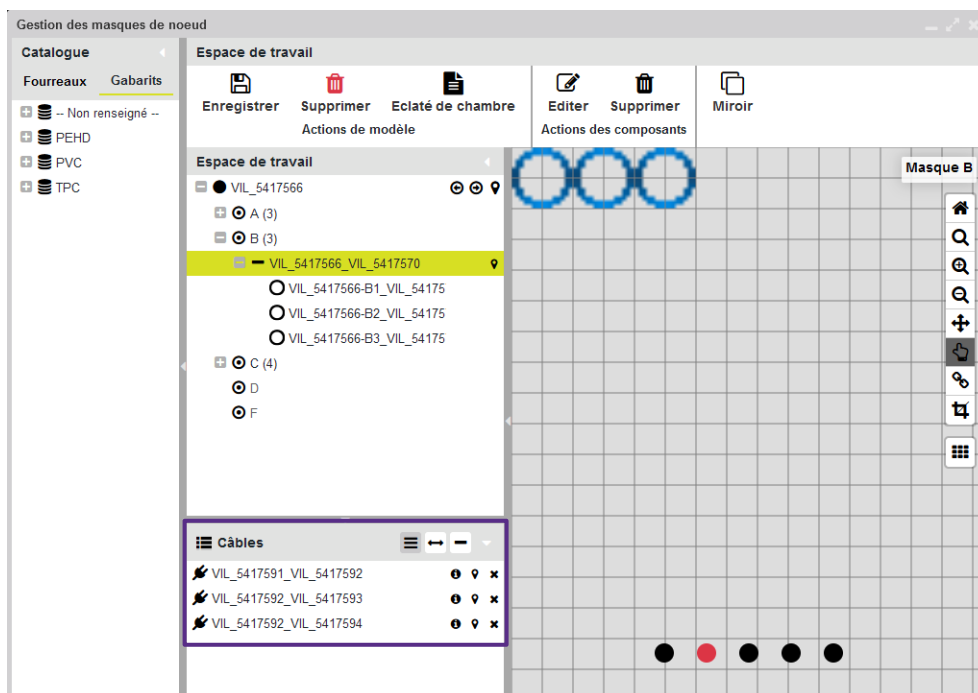 Gestion des masques de noeud
Catalogue
Fourreaux Gabarits
-- Non renseigné --
PEHD
PVC
TPC
Espace de travail
Enregistrer Supprimer Eclaté de chambre
Actions de modèle
Editer Supprimer
Actions des composants
Miroir
Espace de travail
VIL_5417566
A (3)
B (3)
VIL_5417566_VIL_5417570
VIL_5417566-B1_VIL_54175
VIL_5417566-B2_VIL_54175
VIL_5417566-B3_VIL_54175
C (4)
D
F
Masque B
Câbles
VIL_5417591_VIL_5417592
VIL_5417592_VIL_5417593
VIL_5417592_VIL_5417594